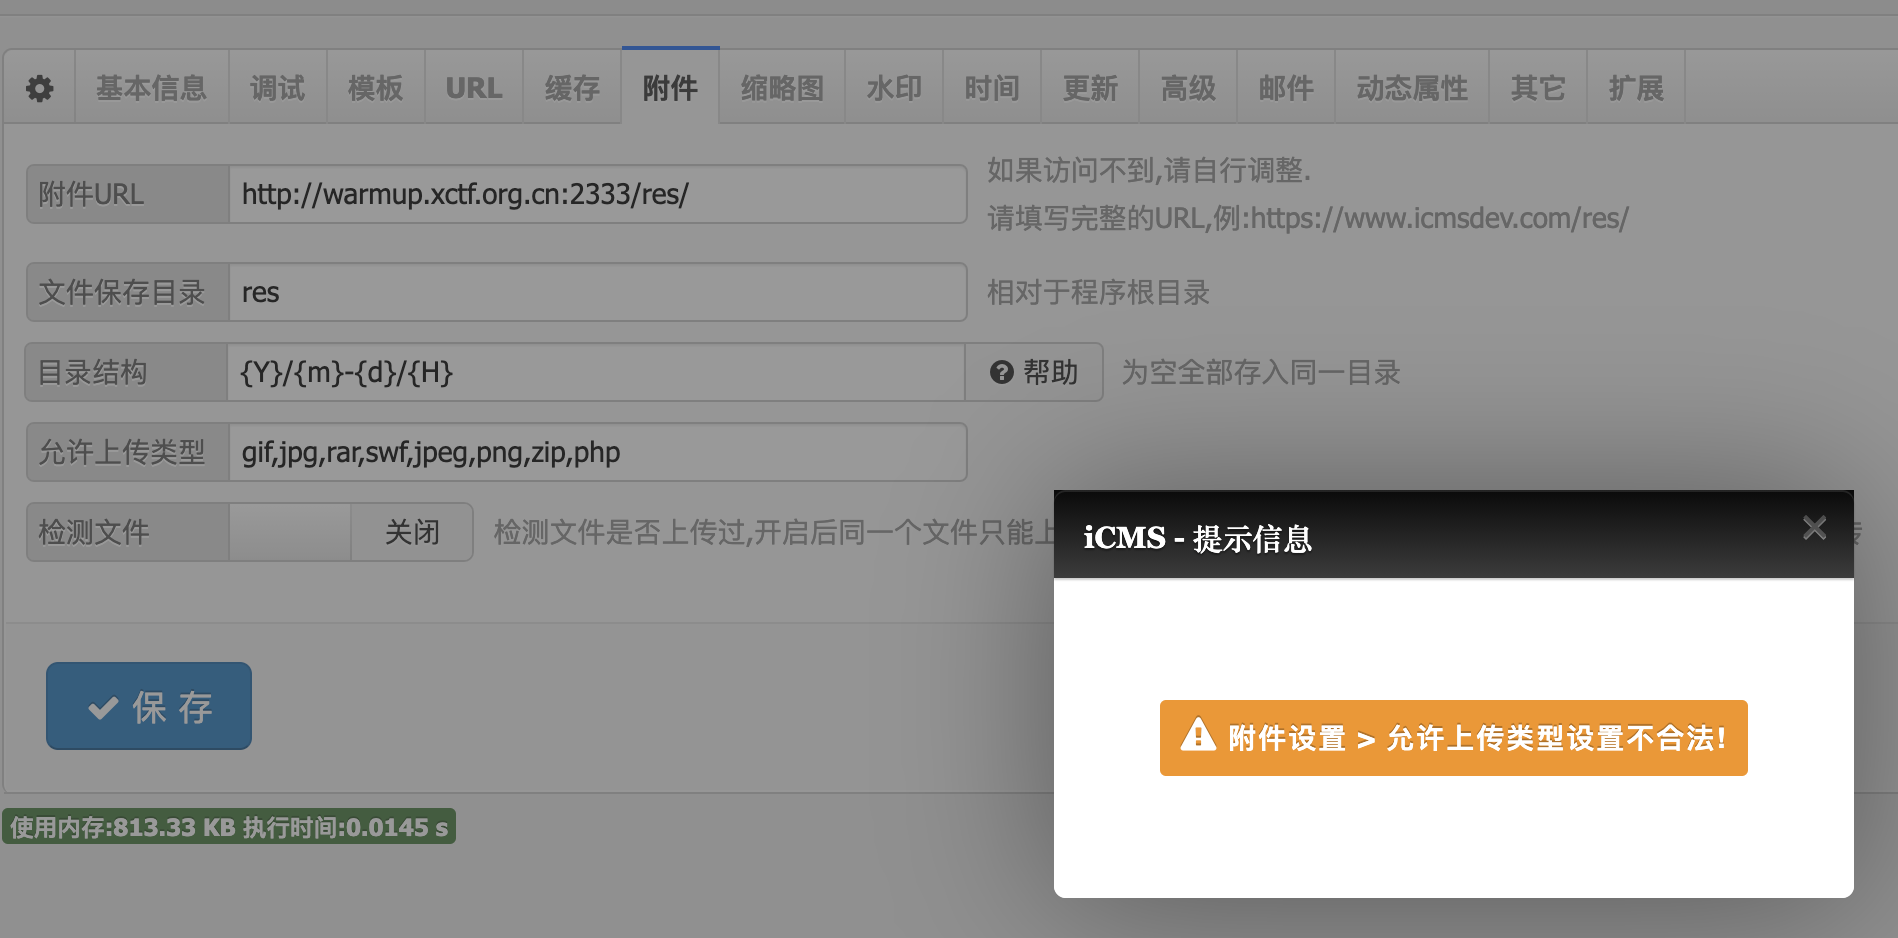 基本信息 调试 模板 URL 缓存 附件 缩略图 水印 时间 更新 高级 邮件 动态属性 其它 扩展
附件URL http://warmup.xctf.org.cn:2333/res/ 如果访问不到,请自行调整.
请填写完整的URL,例:https://www.icmsdev.com/res/
文件保存目录 res 相对于程序根目录
目录结构 {Y}/{m}-{d}/{H} 帮助 为空全部存入同一目录
允许上传类型 gif,jpg,rar,swf,jpeg,png,zip,php
检测文件 关闭 检测文件是否上传过,开启后同一个文件只能上
iCMS - 提示信息
附件设置 > 允许上传类型设置不合法!
保 存
使用内存:813.33 KB 执行时间:0.0145 s